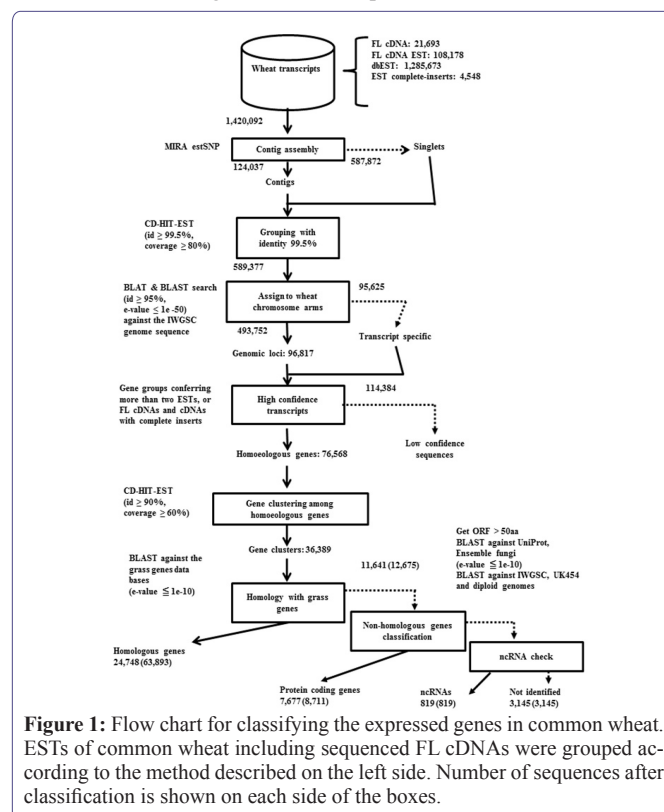 FL cDNA: 21,693
FL cDNA EST: 108,178
dbEST: 1,285,673
EST complete-inserts: 4,548
Wheat transcripts
1,420,092
MIRA estSNP
Contig assembly
Singlets
124,037
587,872
Contigs
CD-HIT-EST
(id ≥ 99.5%,
coverage ≥ 80%)
Grouping with
identity 99.5%
589,377
BLAT & BLAST search
(id ≥ 95%,
e-value ≤ 1e -50)
against the IWGSC
genome sequence
95,625
Assign to wheat
chromosome arms
493,752
Transcript specific
Genomic loci: 96,817
Gene groups conferring
more than two ESTs, or
FL cDNAs and cDNAs
with complete inserts
114,384
High confidence
transcripts
Low confidence
sequences
Homoeologous genes: 76,568
CD-HIT-EST
(id ≥ 90%,
coverage ≥ 60%)
Gene clustering among
homoeologous genes
Gene clusters: 36,389
Get ORF > 50aa
BLAST against UniProt,
Ensemble fungi
(e-value ≦ 1e-10)
BLAST against IWGSC, UK454
and diploid genomes
BLAST against the
grass genes data
bases
(e-value ≦ 1e-10)
11,641 (12,675)
Homology with grass
genes
Non-homologous genes
classification
ncRNA check
Homologous genes
24,748 (63,893)
Protein coding genes
7,677 (8,711)
ncRNAs
819 (819)
Not identified
3,145 (3,145)
Figure 1: Flow chart for classifying the expressed genes in common wheat.
ESTs of common wheat including sequenced FL cDNAs were grouped ac-
cording to the method described on the left side. Number of sequences after
classification is shown on each side of the boxes.